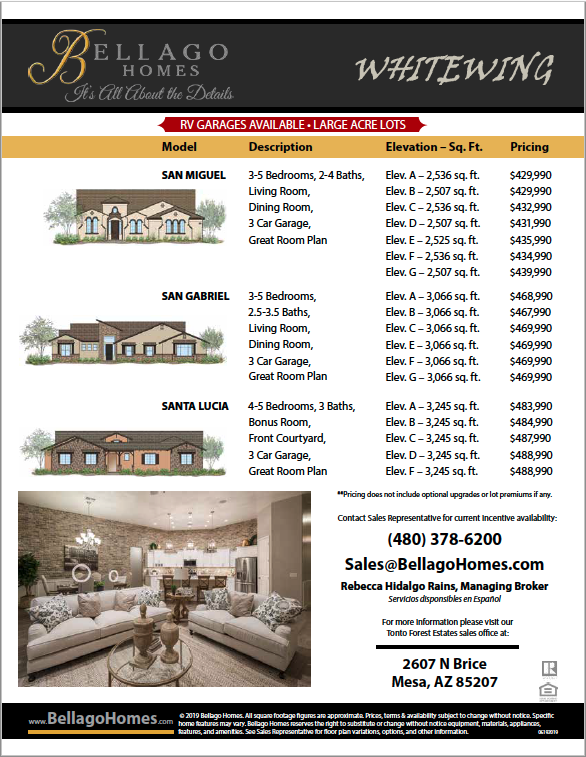 BELLAGO
HOMES
It's All About the Details
WHITEWING
RV GARAGES AVAILABLE • LARGE ACRE LOTS
Model Description Elevation – Sq. Ft. Pricing
SAN MIGUEL 3-5 Bedrooms, 2-4 Baths, Elev. A – 2,536 sq. ft. $429,990
Living Room, Elev. B – 2,507 sq. ft. $429,990
Dining Room, Elev. C – 2,536 sq. ft. $432,990
3 Car Garage, Elev. D – 2,507 sq. ft. $431,990
Great Room Plan Elev. E – 2,525 sq. ft. $435,990
Elev. F – 2,536 sq. ft. $434,990
Elev. G – 2,507 sq. ft. $439,990
SAN GABRIEL 3-5 Bedrooms, Elev. A – 3,066 sq. ft. $468,990
2.5-3.5 Baths, Elev. B – 3,066 sq. ft. $467,990
Living Room, Elev. C – 3,066 sq. ft. $469,990
Dining Room, Elev. E – 3,066 sq. ft. $469,990
3 Car Garage, Elev. F – 3,066 sq. ft. $469,990
Great Room Plan Elev. G – 3,066 sq. ft. $469,990
SANTA LUCIA 4-5 Bedrooms, 3 Baths, Elev. A – 3,245 sq. ft. $483,990
Bonus Room, Elev. B – 3,245 sq. ft. $484,990
Front Courtyard, Elev. C – 3,245 sq. ft. $487,990
3 Car Garage, Elev. D – 3,245 sq. ft. $488,990
Great Room Plan Elev. F – 3,245 sq. ft. $488,990
**Pricing does not include optional upgrades or lot premiums if any.
Contact Sales Representative for current incentive availability:
(480) 378-6200
Sales@BellagoHomes.com
Rebecca Hidalgo Rains, Managing Broker
Servicios disponibles en Español
For more information please visit our
Tonto Forest Estates sales office at:
2607 N Brice
Mesa, AZ 85207
www.BellagoHomes.com
© 2019 Bellago Homes. All square footage figures are approximate. Prices, terms & availability subject to change without notice. Specific
home features may vary. Bellago Homes reserves the right to substitute or change without notice equipment, materials, appliances,
features, and amenities. See Sales Representative for floor plan variations, options, and other information.